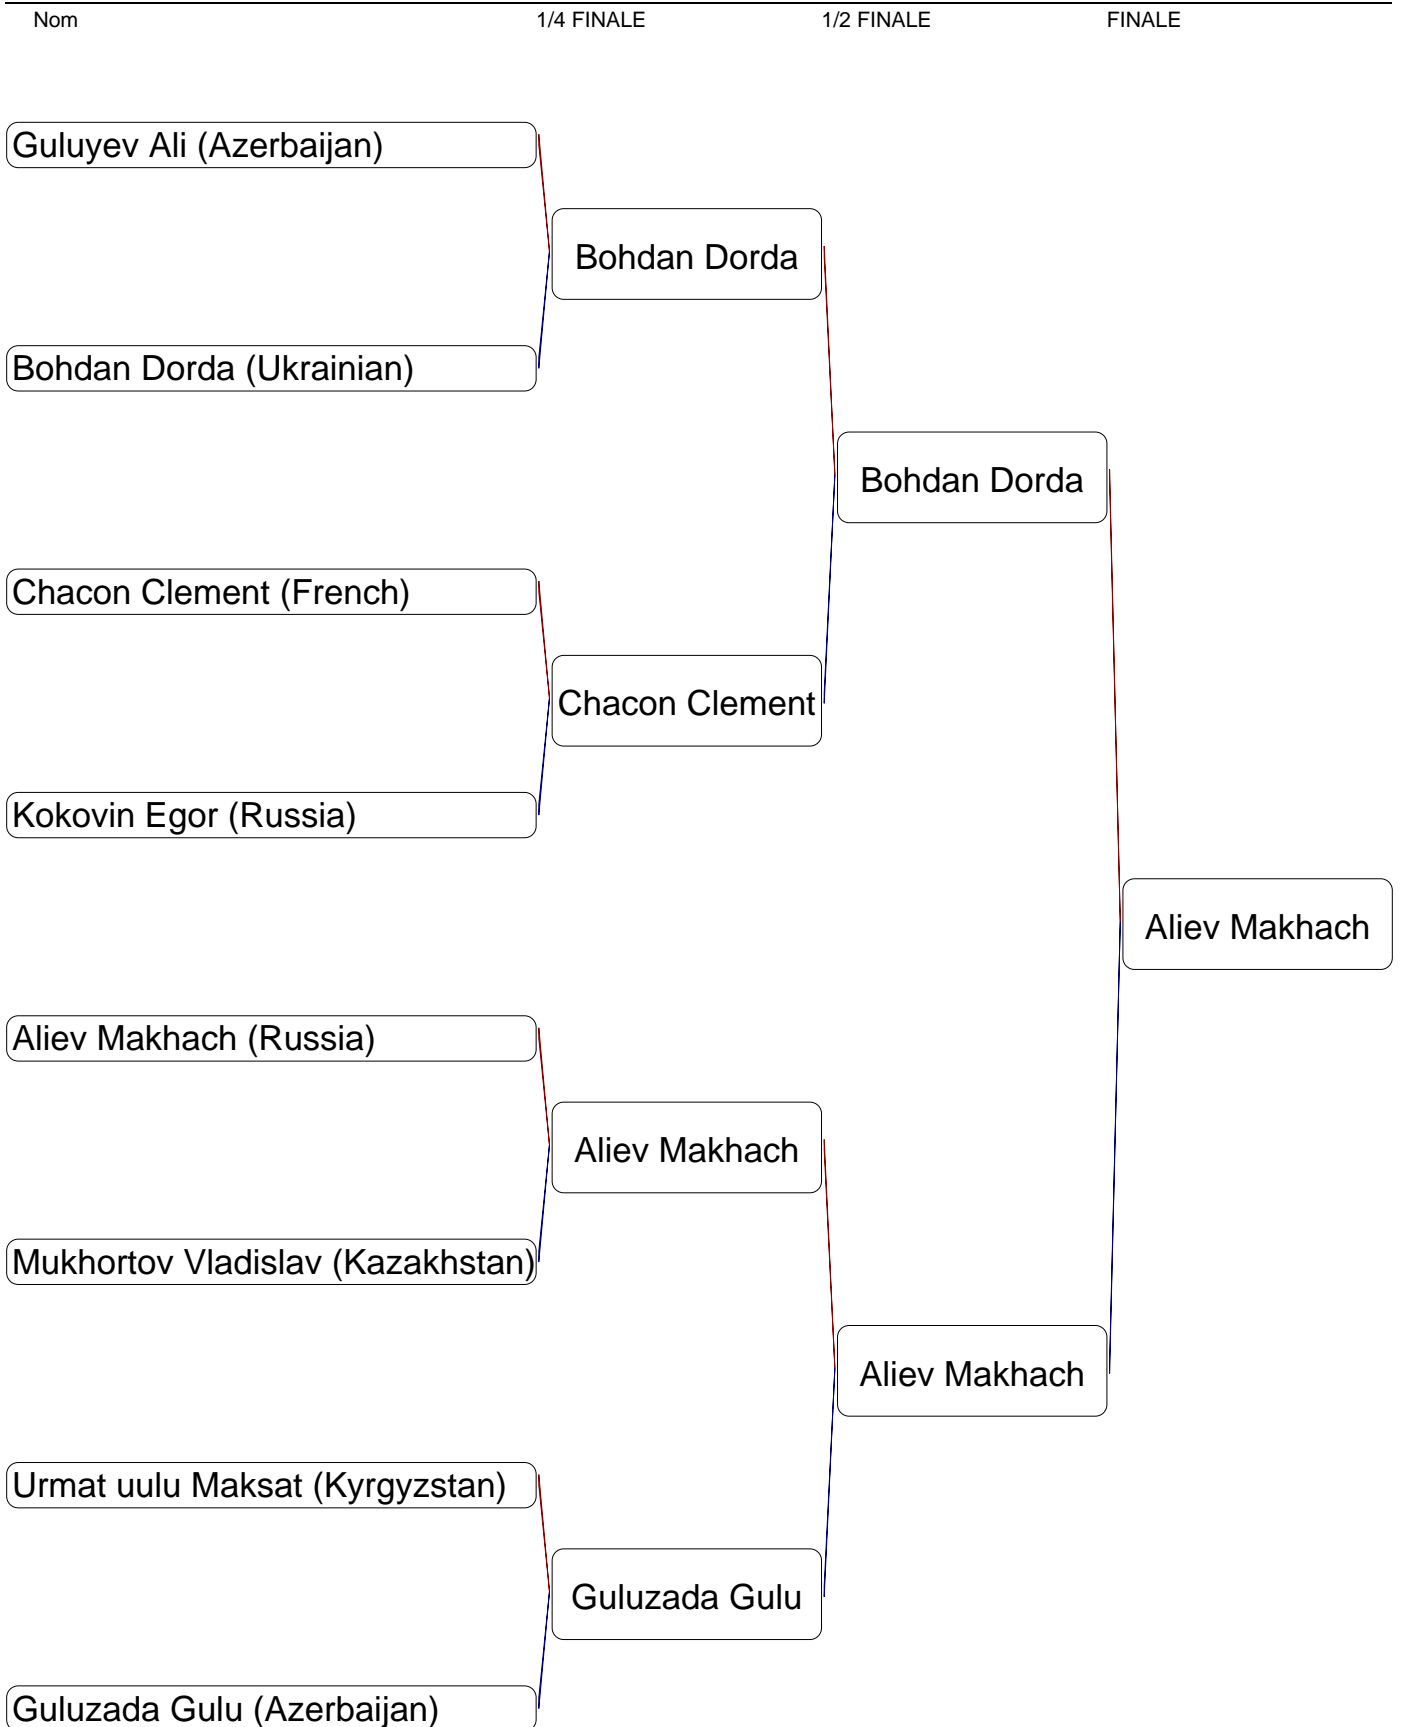 Nom 1/4 FINALE 1/2 FINALE FINALE
Guluyev Ali (Azerbaijan)
Bohdan Dorda
Bohdan Dorda (Ukrainian)
Bohdan Dorda
Chacon Clement (French)
Chacon Clement
Kokovin Egor (Russia)
Aliev Makhach
Aliev Makhach (Russia)
Aliev Makhach
Mukhortov Vladislav (Kazakhstan)
Aliev Makhach
Urmat uulu Maksat (Kyrgyzstan)
Guluzada Gulu
Guluzada Gulu (Azerbaijan)